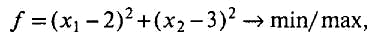 f = (x₁ − 2)² + (x₂ − 3)² → min/max,